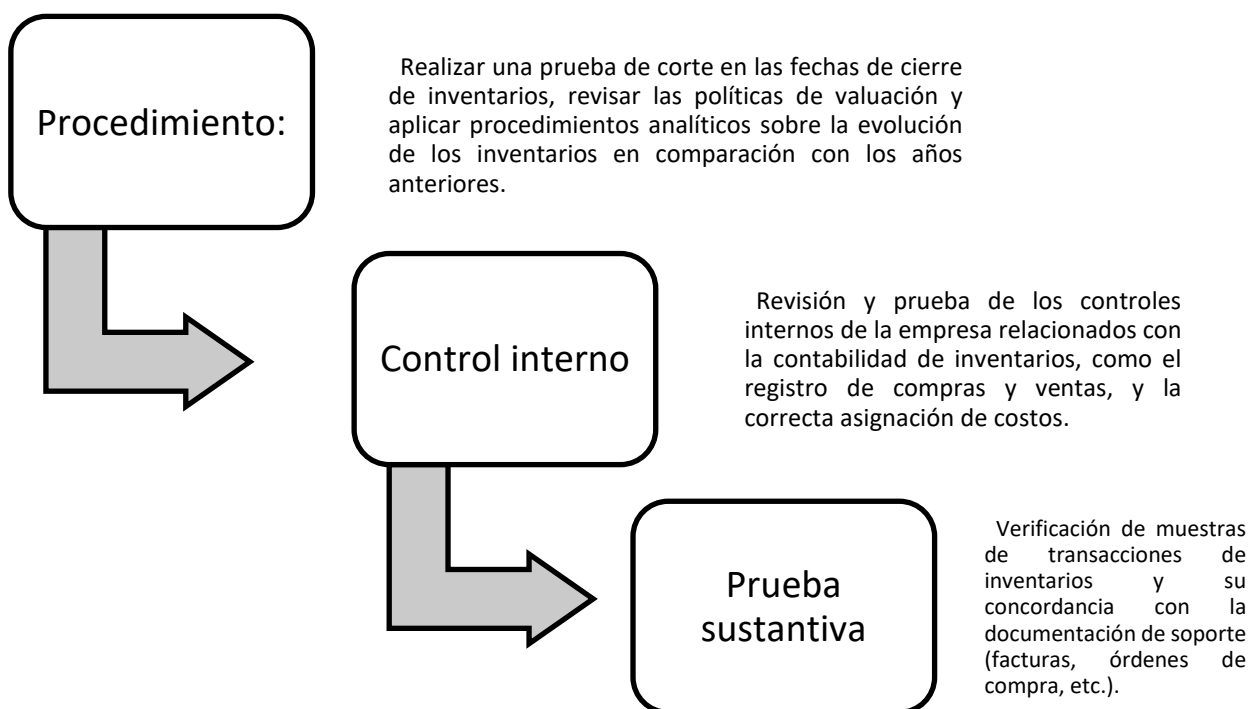 Procedimiento:
Realizar una prueba de corte en las fechas de cierre
de inventarios, revisar las políticas de valuación y
aplicar procedimientos analíticos sobre la evolución
de los inventarios en comparación con los años
anteriores.
Control interno
Revisión y prueba de los controles
internos de la empresa relacionados con
la contabilidad de inventarios, como el
registro de compras y ventas, y la
correcta asignación de costos.
Prueba
sustantiva
Verificación de muestras
de transacciones de
inventarios y su
concordancia con la
documentación de soporte
(facturas, órdenes de
compra, etc.).